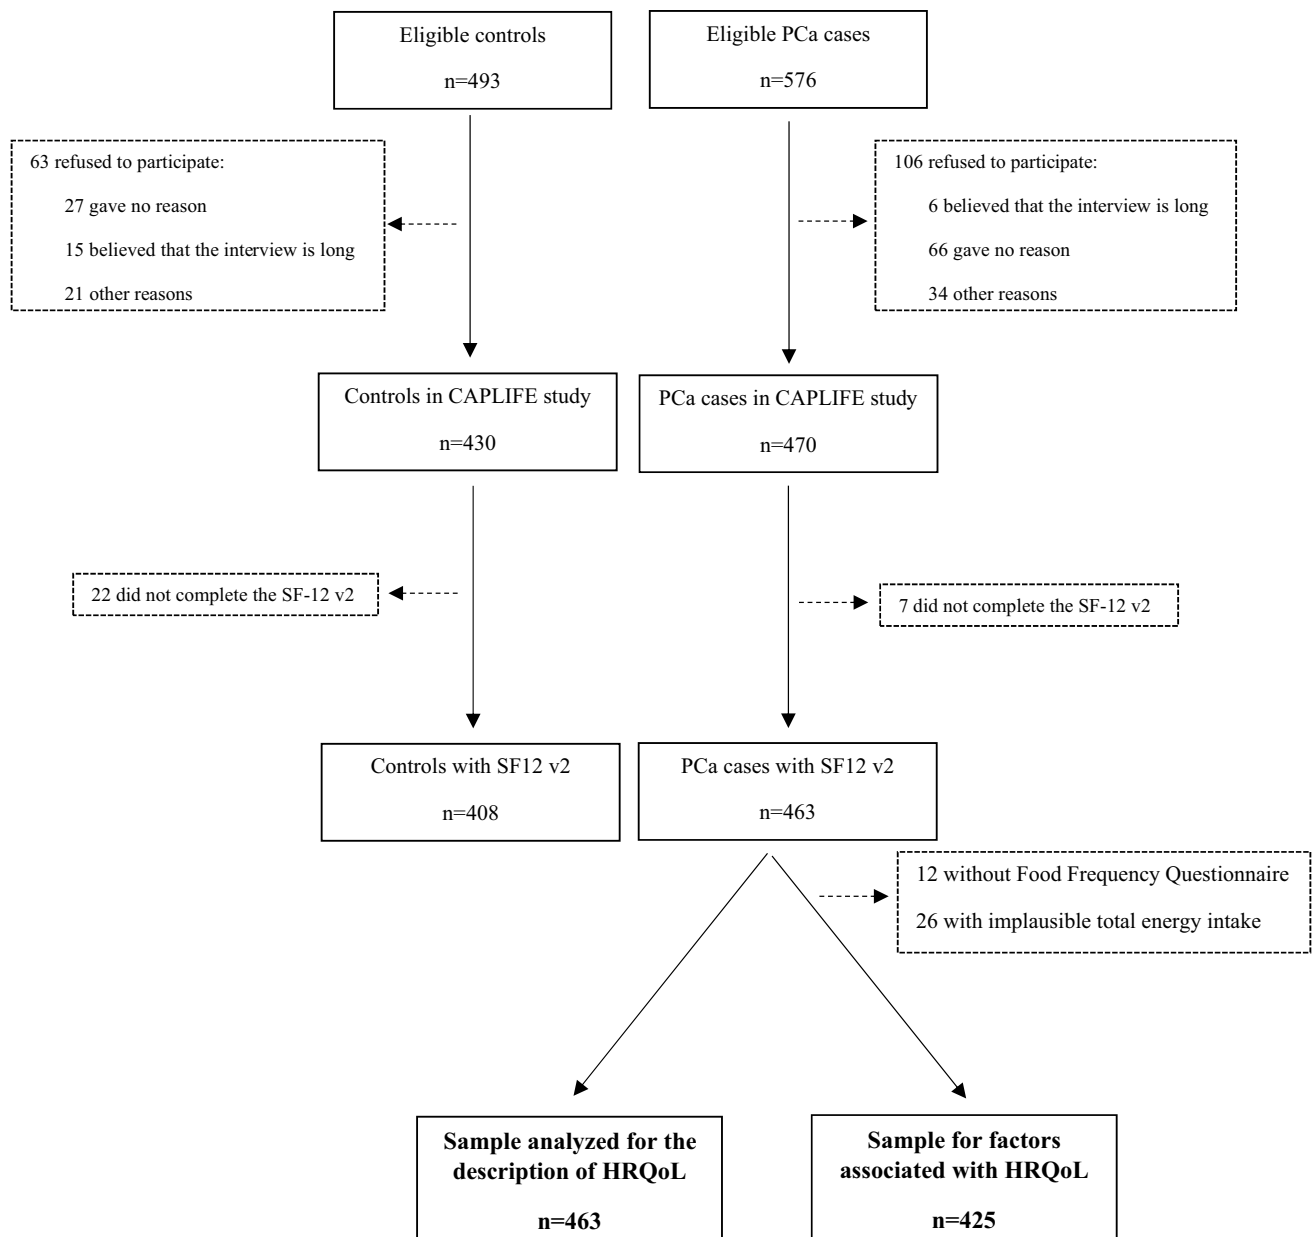 Eligible controls
n=493
Eligible PCa cases
n=576
63 refused to participate:
27 gave no reason
15 believed that the interview is long
21 other reasons
106 refused to participate:
6 believed that the interview is long
66 gave no reason
34 other reasons
Controls in CAPLIFE study
n=430
PCa cases in CAPLIFE study
n=470
22 did not complete the SF-12 v2
7 did not complete the SF-12 v2
Controls with SF12 v2
n=408
PCa cases with SF12 v2
n=463
12 without Food Frequency Questionnaire
26 with implausible total energy intake
Sample analyzed for the
description of HRQoL
n=463
Sample for factors
associated with HRQoL
n=425